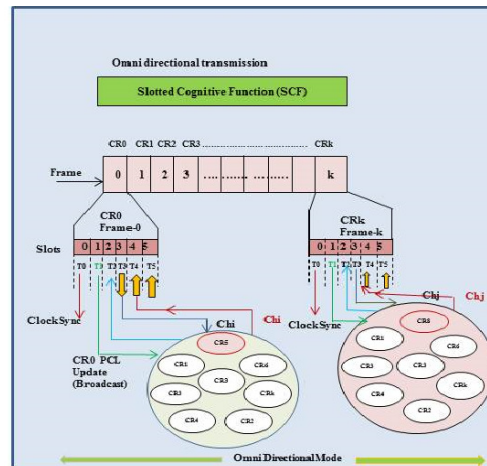 Omni directional transmission
Slotted Cognitive Function (SCF)
CR0 CR1 CR2 CR3 ................................ CRk
Frame
0 1 2 3 k
CR0
Frame-0
CRk
Frame-k
Slots
0 1 2 3 4 5
0 1 2 3 4 5
T0 T1 T2 T3 T4 T5
T0 T1 T2 T3 T4 T5
ClockSync
Chi
Chi
ClockSync
Chj
Chj
CR0 PCL
Update
(Broadcast)
CR5
CR1
CR6
CR3
CR3
CRk
CR4
CR2
CR1
CR6
CR3
CR3
CRk
CR4
CR2
Omni Directional Mode